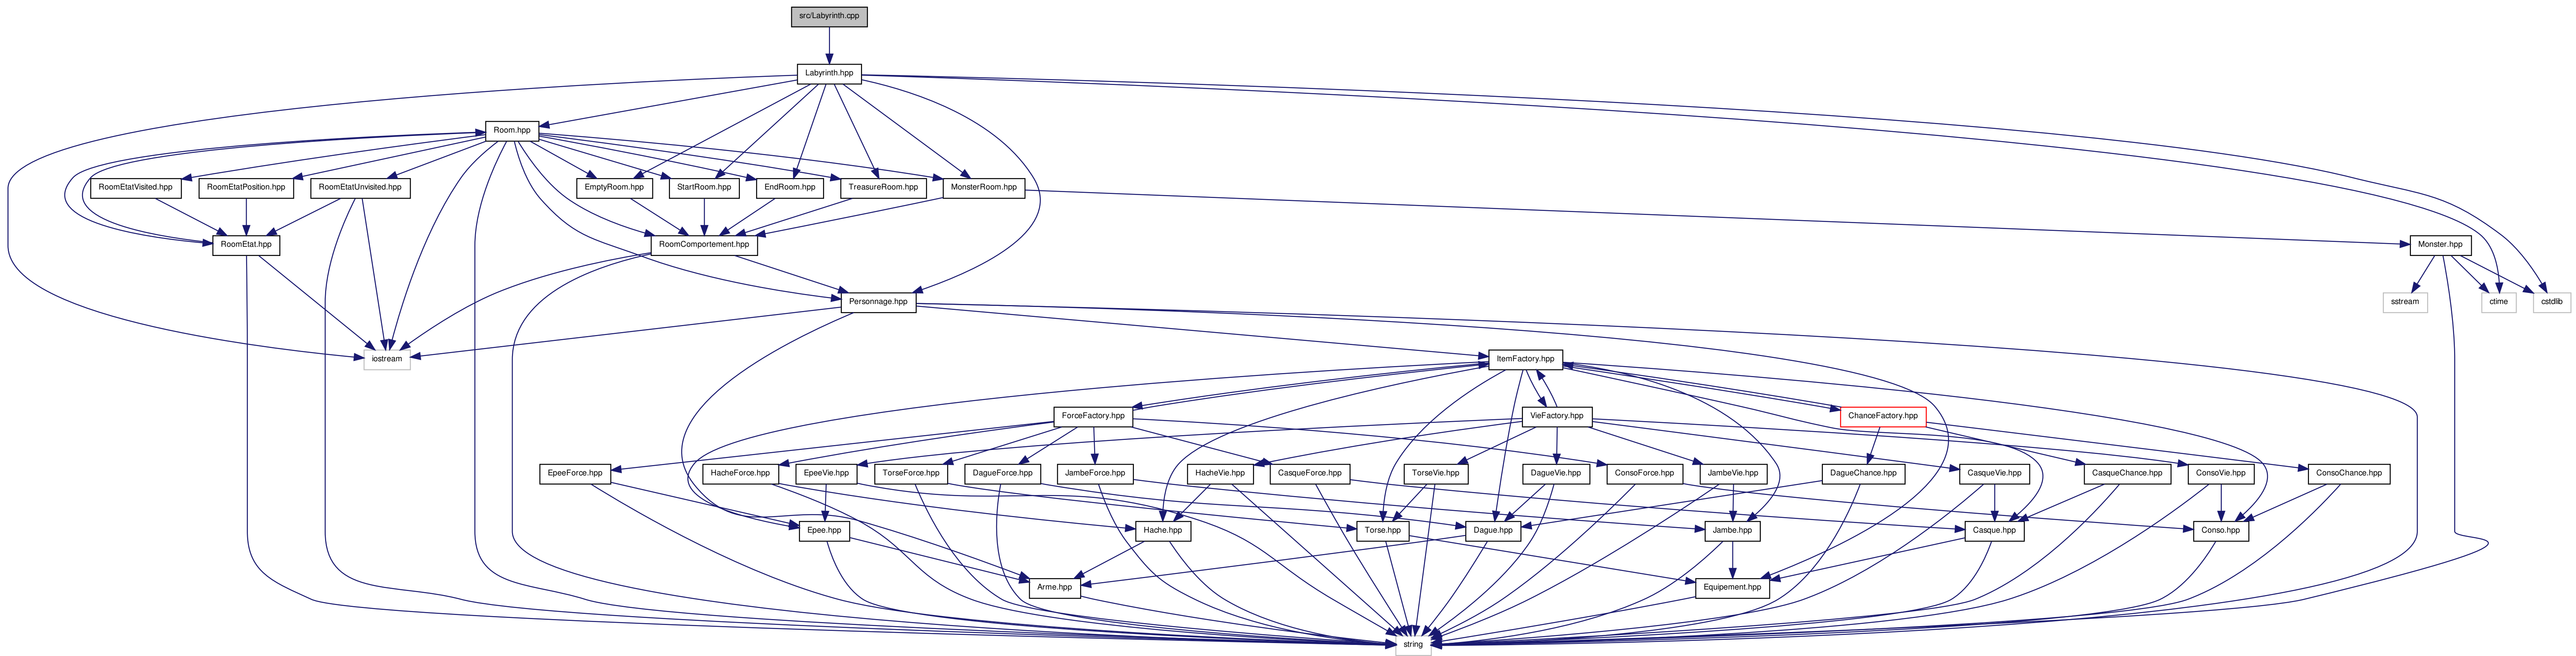 src/Labyrinth.cpp
Labyrinth.hpp
Room.hpp
RoomEtatVisited.hpp
RoomEtatPosition.hpp
RoomEtatUnvisited.hpp
EmptyRoom.hpp
StartRoom.hpp
EndRoom.hpp
TreasureRoom.hpp
MonsterRoom.hpp
RoomEtat.hpp
RoomComportement.hpp
Monster.hpp
Personnage.hpp
sstream
ctime
cstdlib
iostream
ItemFactory.hpp
ForceFactory.hpp
VieFactory.hpp
ChanceFactory.hpp
EpeeForce.hpp
HacheForce.hpp
EpeeVie.hpp
TorseForce.hpp
DagueForce.hpp
JambeForce.hpp
HacheVie.hpp
CasqueForce.hpp
TorseVie.hpp
DagueVie.hpp
ConsoForce.hpp
JambeVie.hpp
DagueChance.hpp
CasqueVie.hpp
CasqueChance.hpp
ConsoVie.hpp
ConsoChance.hpp
Epee.hpp
Hache.hpp
Torse.hpp
Dague.hpp
Jambe.hpp
Casque.hpp
Conso.hpp
Arme.hpp
Equipement.hpp
string